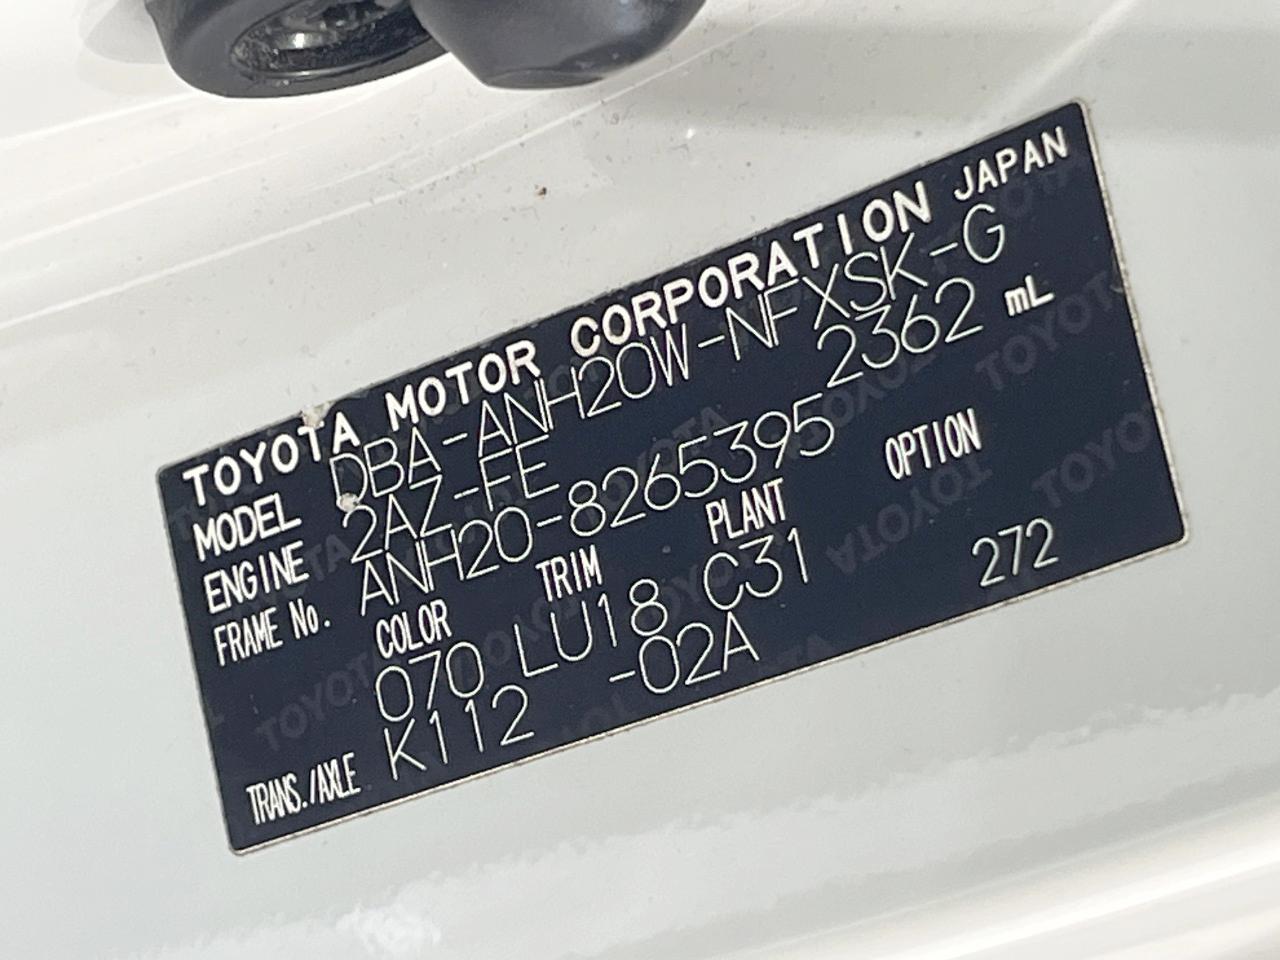 TOYOTA MOTOR CORPORATION JAPAN
MODEL DBA-ANH20W-NFXSK-G
ENGINE 2AZ-FE 2362 mL
FRAME No. ANH20-8265395
COLOR TRIM PLANT OPTION
070 LU18 C31 272
TRANS./AXLE K112 -02A